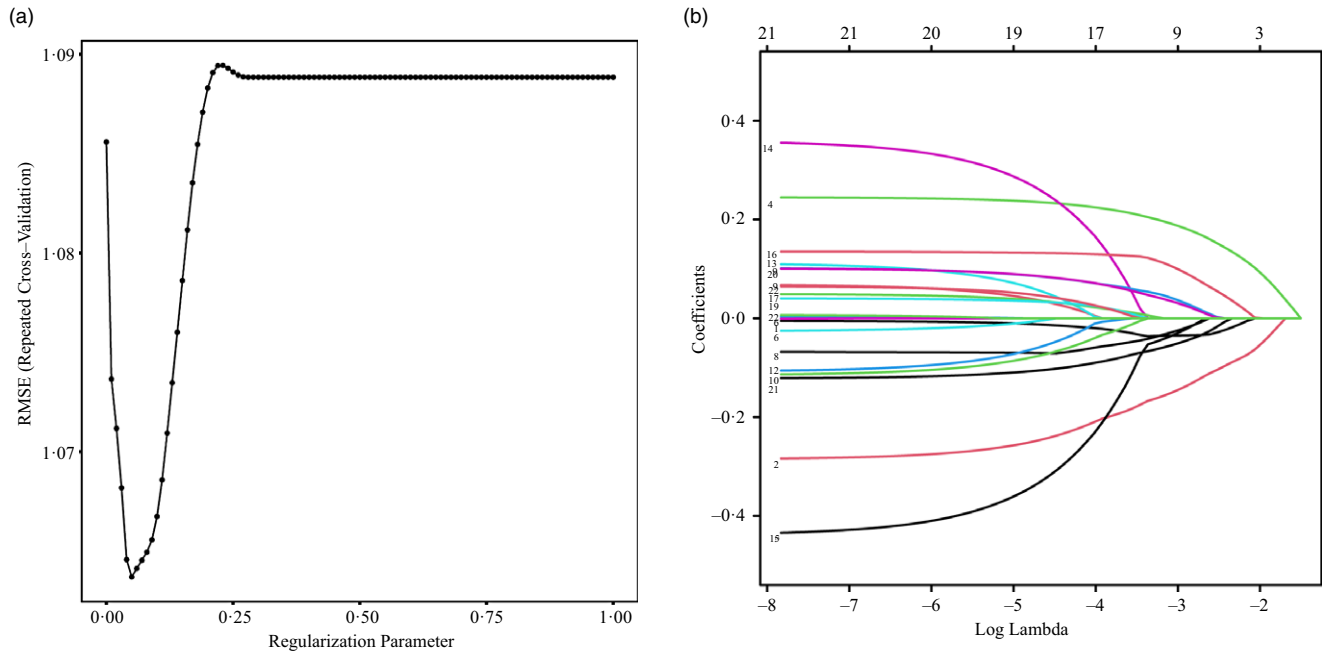 (a)
1·09
1·08
1·07
RMSE (Repeated Cross–Validation)
0·00 0·25 0·50 0·75 1·00
Regularization Parameter
(b)
21 21 20 19 17 9 3
0·4
0·2
0·0
–0·2
–0·4
Coefficients
14
4
16
13
20
9
17
19
22
1
6
8
12
10
21
2
15
–8 –7 –6 –5 –4 –3 –2
Log Lambda